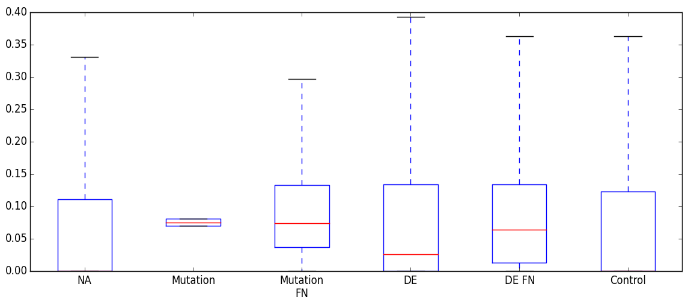 0.40
0.35
0.30
0.25
0.20
0.15
0.10
0.05
0.00
NA
Mutation
Mutation
FN
DE
DE FN
Control